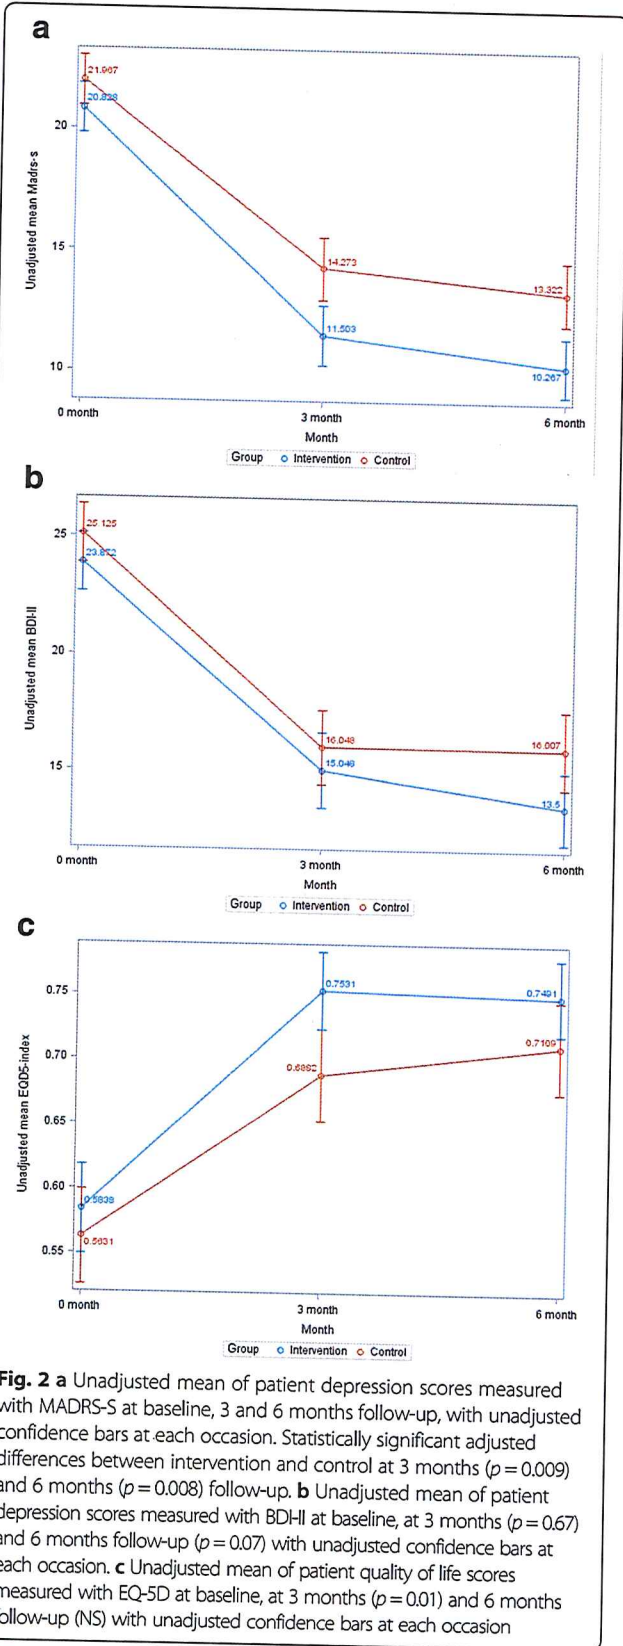 a
21.967
20.838
20
15
10
Unadjusted mean Madrs-s
14.273
11.503
13.322
10.267
0 month
3 month
6 month
Month
Group Intervention Control
b
25.125
25
20
15
Unadjusted mean BDI-II
16.048
15.048
16.007
13.5
0 month
3 month
6 month
Month
Group Intervention Control
c
0.7531
0.7491
0.75
0.70
0.65
0.60
0.55
Unadjusted mean EQD5-index
0.7109
0.5631
0 month
3 month
6 month
Month
Group Intervention Control
Fig. 2 a Unadjusted mean of patient depression scores measured
with MADRS-S at baseline, 3 and 6 months follow-up, with unadjusted
confidence bars at each occasion. Statistically significant adjusted
differences between intervention and control at 3 months (p = 0.009)
and 6 months (p = 0.008) follow-up. b Unadjusted mean of patient
depression scores measured with BDI-II at baseline, at 3 months (p = 0.67)
and 6 months follow-up (p = 0.07) with unadjusted confidence bars at
each occasion. c Unadjusted mean of patient quality of life scores
measured with EQ-5D at baseline, at 3 months (p = 0.01) and 6 months
follow-up (NS) with unadjusted confidence bars at each occasion